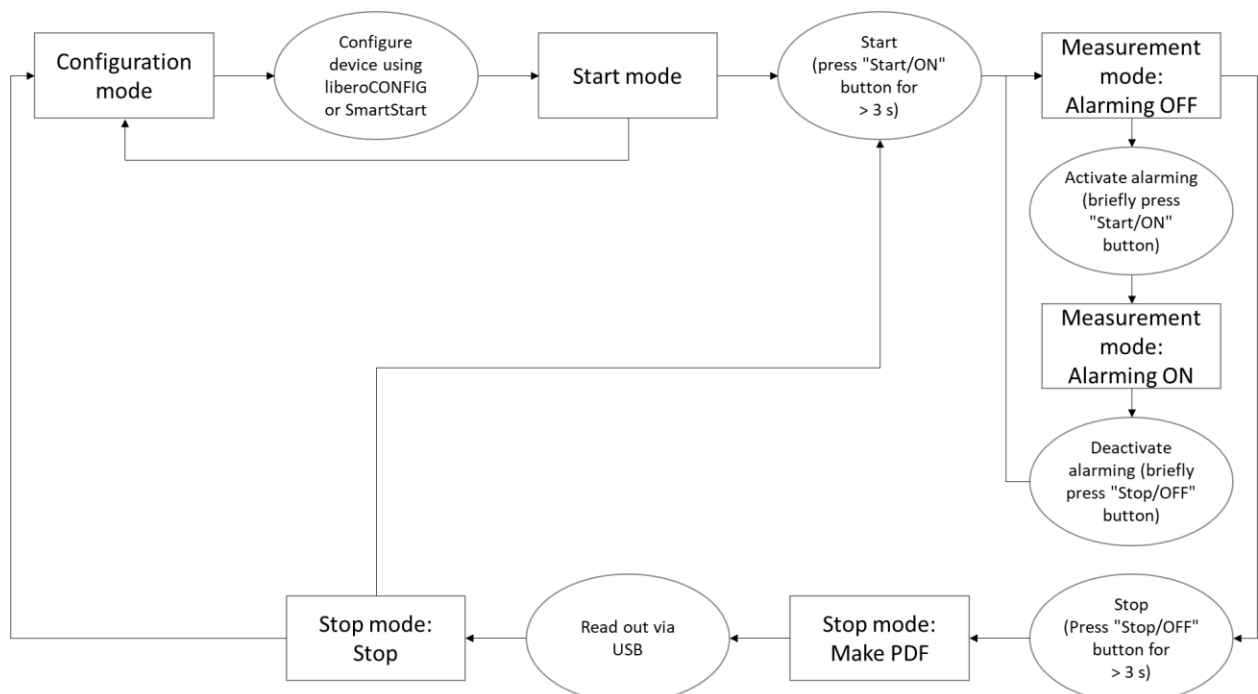 Configuration
mode
Configure
device using
liberoCONFIG
or SmartStart
Start mode
Start
(press "Start/ON"
button for
> 3 s)
Measurement
mode:
Alarming OFF
Activate alarming
(briefly press
"Start/ON"
button)
Measurement
mode:
Alarming ON
Deactivate
alarming (briefly
press "Stop/OFF"
button)
Stop mode:
Stop
Read out via
USB
Stop mode:
Make PDF
Stop
(Press "Stop/OFF"
button for
> 3 s)